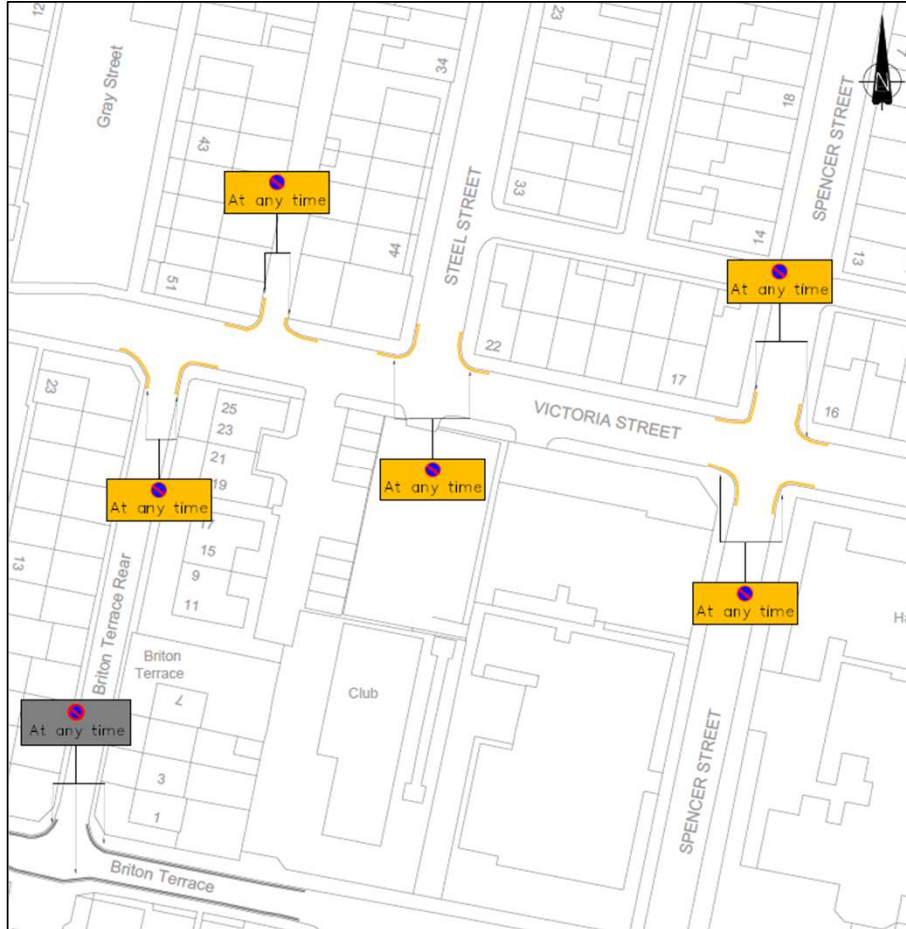 12
Gray Street
23
34
N
7
18
SPENCER STREET
43
33
STEEL STREET
At any time
44
14
13
51
At any time
22
17
VICTORIA STREET
16
23
25
23
21
19
At any time
At any time
17
15
9
11
13
At any time
Ha
Briton Terrace Rear
Briton
Terrace
7
Club
At any time
3
1
SPENCER STREET
Briton Terrace